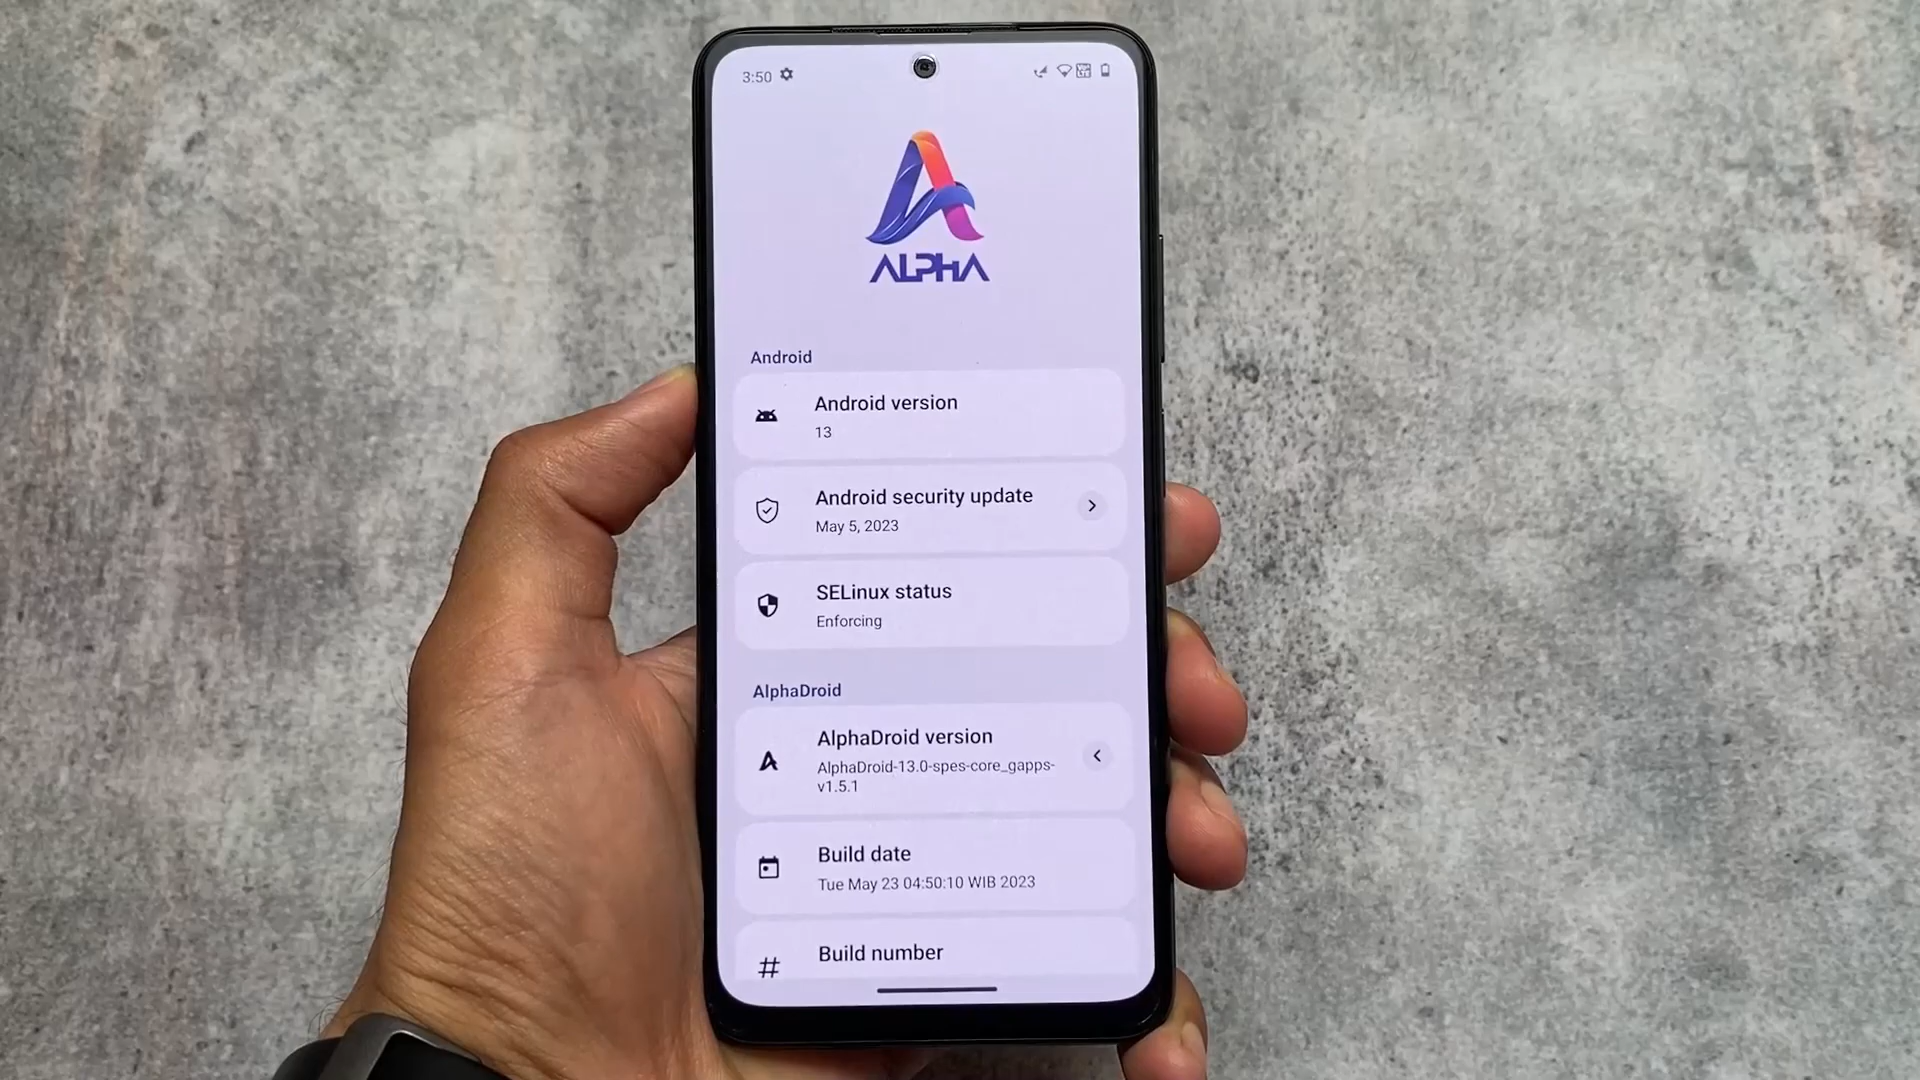 3:50
ALPHA
Android
Android version
13
Android security update
May 5, 2023
SELinux status
Enforcing
AlphaDroid
AlphaDroid version
AlphaDroid-13.0-spes-core_gapps-
v1.5.1
Build date
Tue May 23 04:50:10 WIB 2023
Build number